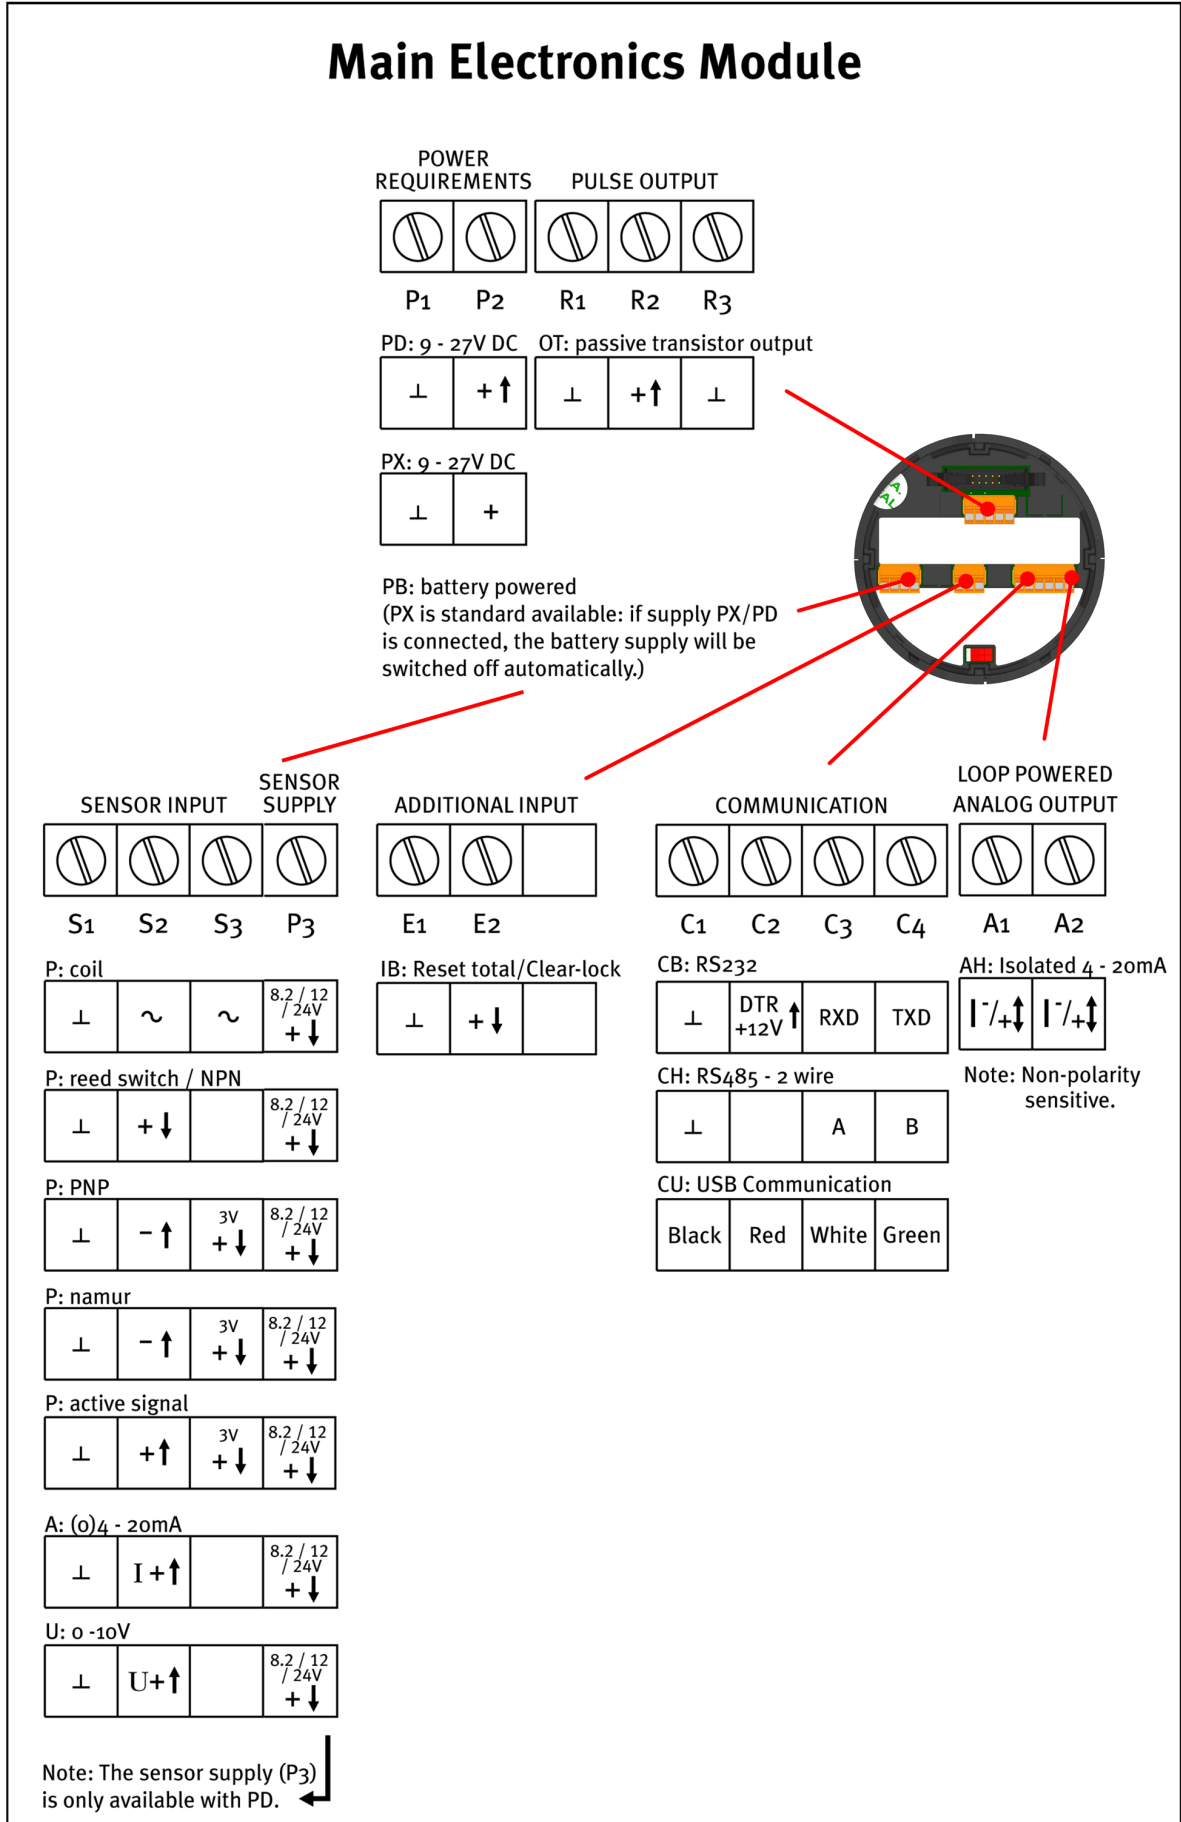 Main Electronics Module
POWER
REQUIREMENTS
PULSE OUTPUT
P1 P2 R1 R2 R3
PD: 9 - 27V DC OT: passive transistor output
⊥ +↑ ⊥ +↑ ⊥
PX: 9 - 27V DC
⊥ +
PB: battery powered
(PX is standard available: if supply PX/PD
is connected, the battery supply will be
switched off automatically.)
A.
AL
SENSOR INPUT
SENSOR
SUPPLY
S1 S2 S3 P3
P: coil
⊥ ~ ~ 8.2 / 12
/ 24V
+↓
P: reed switch / NPN
⊥ +↓ 8.2 / 12
/ 24V
+↓
P: PNP
⊥ -↑ 3V
+↓
8.2 / 12
/ 24V
+↓
P: namur
⊥ -↑ 3V
+↓
8.2 / 12
/ 24V
+↓
P: active signal
⊥ +↑ 3V
+↓
8.2 / 12
/ 24V
+↓
A: (0)4 - 20mA
⊥ I+↑ 8.2 / 12
/ 24V
+↓
U: 0 -10V
⊥ U+↑ 8.2 / 12
/ 24V
+↓
Note: The sensor supply (P3)
is only available with PD.
ADDITIONAL INPUT
E1 E2
IB: Reset total/Clear-lock
⊥ +↓
COMMUNICATION
C1 C2 C3 C4
CB: RS232
⊥ DTR
+12V ↑
RXD TXD
CH: RS485 - 2 wire
⊥ A B
CU: USB Communication
Black Red White Green
LOOP POWERED
ANALOG OUTPUT
A1 A2
AH: Isolated 4 - 20mA
I -/+↕ I -/+↕
Note: Non-polarity
sensitive.